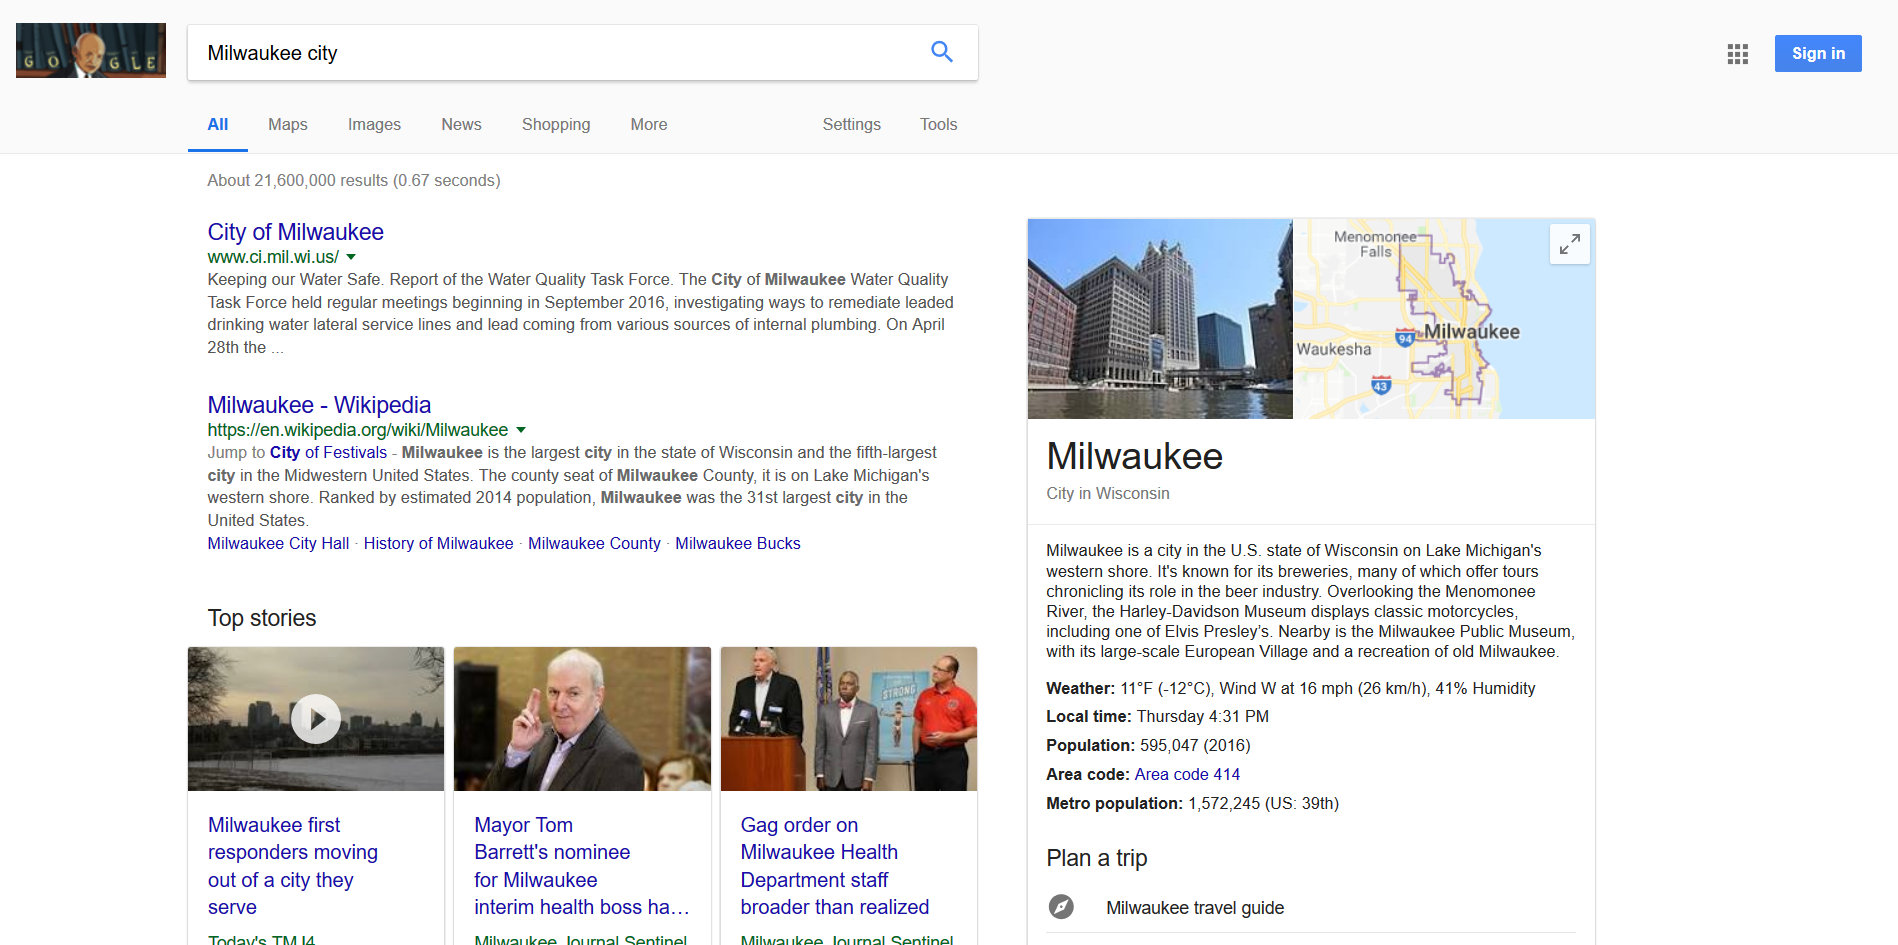 GOOGLE
Milwaukee city
Sign in
All
Maps
Images
News
Shopping
More
Settings
Tools
About 21,600,000 results (0.67 seconds)
City of Milwaukee
www.ci.mil.wi.us/
Keeping our Water Safe. Report of the Water Quality Task Force. The City of Milwaukee Water Quality
Task Force held regular meetings beginning in September 2016, investigating ways to remediate leaded
drinking water lateral service lines and lead coming from various sources of internal plumbing. On April
28th the ...
Milwaukee - Wikipedia
https://en.wikipedia.org/wiki/Milwaukee
Jump to City of Festivals - Milwaukee is the largest city in the state of Wisconsin and the fifth-largest
city in the Midwestern United States. The county seat of Milwaukee County, it is on Lake Michigan's
western shore. Ranked by estimated 2014 population, Milwaukee was the 31st largest city in the
United States.
Milwaukee City Hall · History of Milwaukee · Milwaukee County · Milwaukee Bucks
Top stories
STRONG
Milwaukee first
responders moving
out of a city they
serve
Today's TMJ4
Mayor Tom
Barrett's nominee
for Milwaukee
interim health boss ha…
Milwaukee Journal Sentinel
Gag order on
Milwaukee Health
Department staff
broader than realized
Milwaukee Journal Sentinel
Menomonee
Falls
Milwaukee
94
Waukesha
43
Milwaukee
City in Wisconsin
Milwaukee is a city in the U.S. state of Wisconsin on Lake Michigan's
western shore. It's known for its breweries, many of which offer tours
chronicling its role in the beer industry. Overlooking the Menomonee
River, the Harley-Davidson Museum displays classic motorcycles,
including one of Elvis Presley's. Nearby is the Milwaukee Public Museum,
with its large-scale European Village and a recreation of old Milwaukee.
Weather: 11°F (-12°C), Wind W at 16 mph (26 km/h), 41% Humidity
Local time: Thursday 4:31 PM
Population: 595,047 (2016)
Area code: Area code 414
Metro population: 1,572,245 (US: 39th)
Plan a trip
Milwaukee travel guide